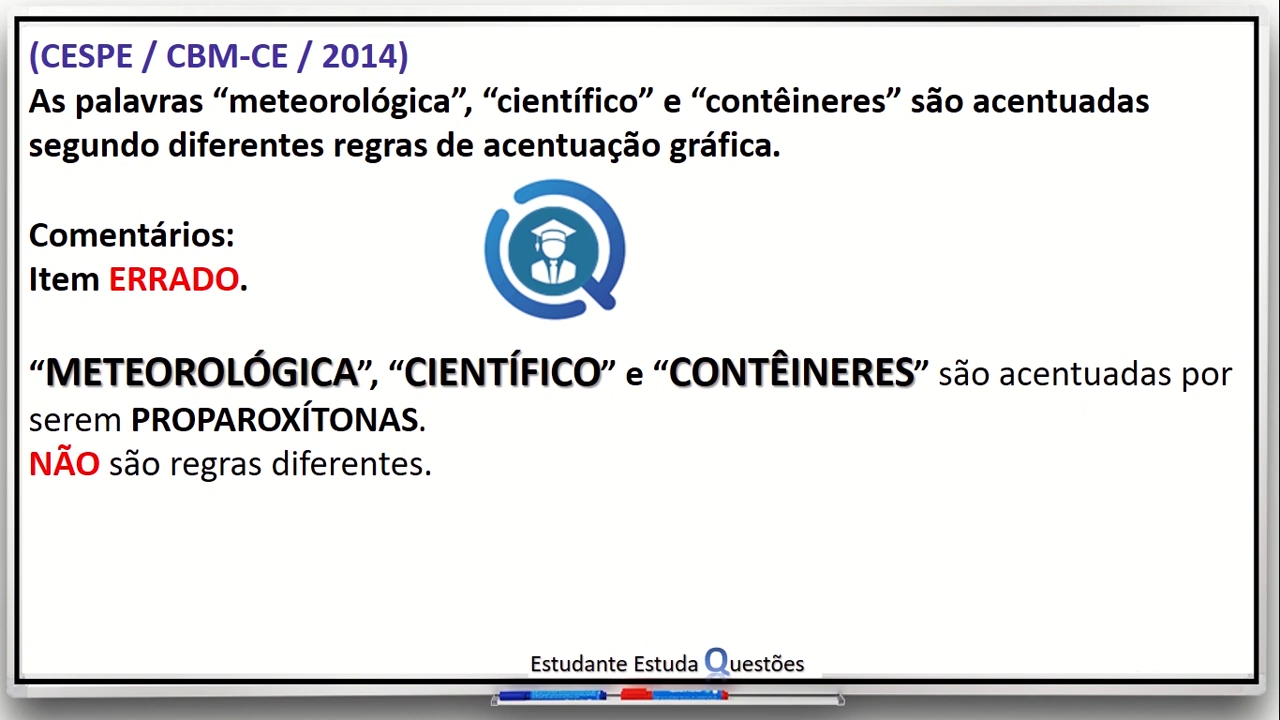 (CESPE / CBM-CE / 2014)
As palavras “meteorológica”, “científico” e “contêineres” são acentuadas
segundo diferentes regras de acentuação gráfica.
Comentários:
Item ERRADO.
“METEOROLÓGICA”, “CIENTÍFICO” e “CONTÊINERES” são acentuadas por
serem PROPAROXÍTONAS.
NÃO são regras diferentes.
Estudante Estuda Questões